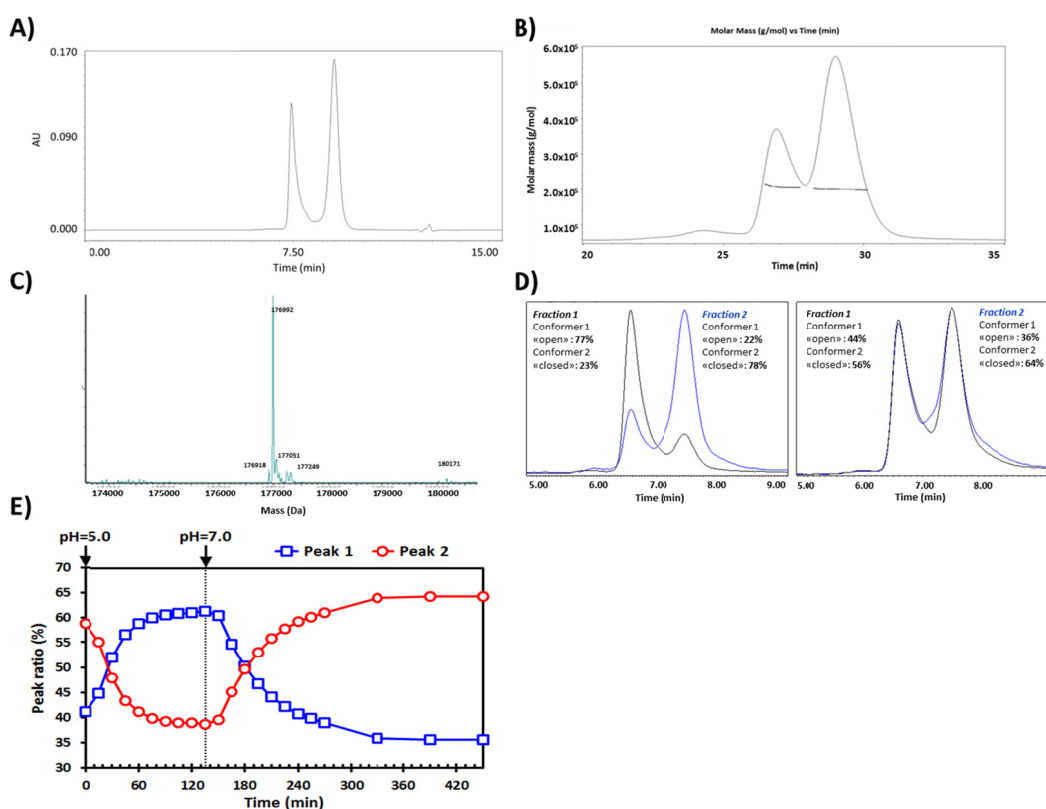 A)
0.170
0.090
0.000
AU
0.00 7.50 15.00
Time (min)
B)
Molar Mass (g/mol) vs Time (min)
6.0x10⁵
5.0x10⁵
4.0x10⁵
3.0x10⁵
2.0x10⁵
1.0x10⁵
Molar mass (g/mol)
20 25 30 35
Time (min)
C)
176992
176918
177051
177249
180171
174000 175000 176000 177000 178000 179000 180000
Mass (Da)
D)
Fraction 1
Conformer 1
«open» : 77%
Conformer 2
«closed»: 23%
Fraction 2
Conformer 1
«open» : 22%
Conformer 2
«closed» : 78%
5.00 6.00 7.00 8.00 9.00
Time (min)
Fraction 1
Conformer 1
«open» : 44%
Conformer 2
«closed»: 56%
Fraction 2
Conformer 1
«open» : 36%
Conformer 2
«closed»: 64%
5.00 6.00 7.00 8.00
Time (min)
E)
pH=5.0 pH=7.0
Peak 1 Peak 2
70
65
60
55
50
45
40
35
30
Peak ratio (%)
0 60 120 180 240 300 360 420
Time (min)